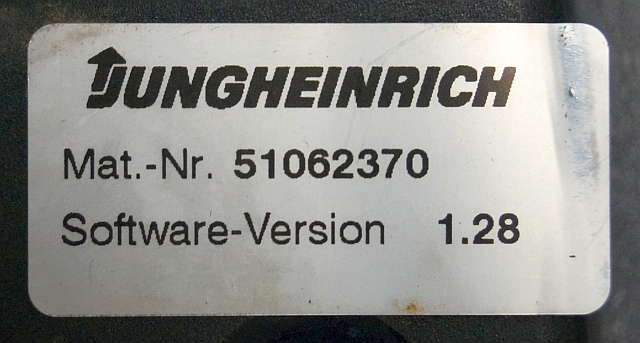 JUNGHEINRICH
Mat.-Nr. 51062370
Software-Version 1.28